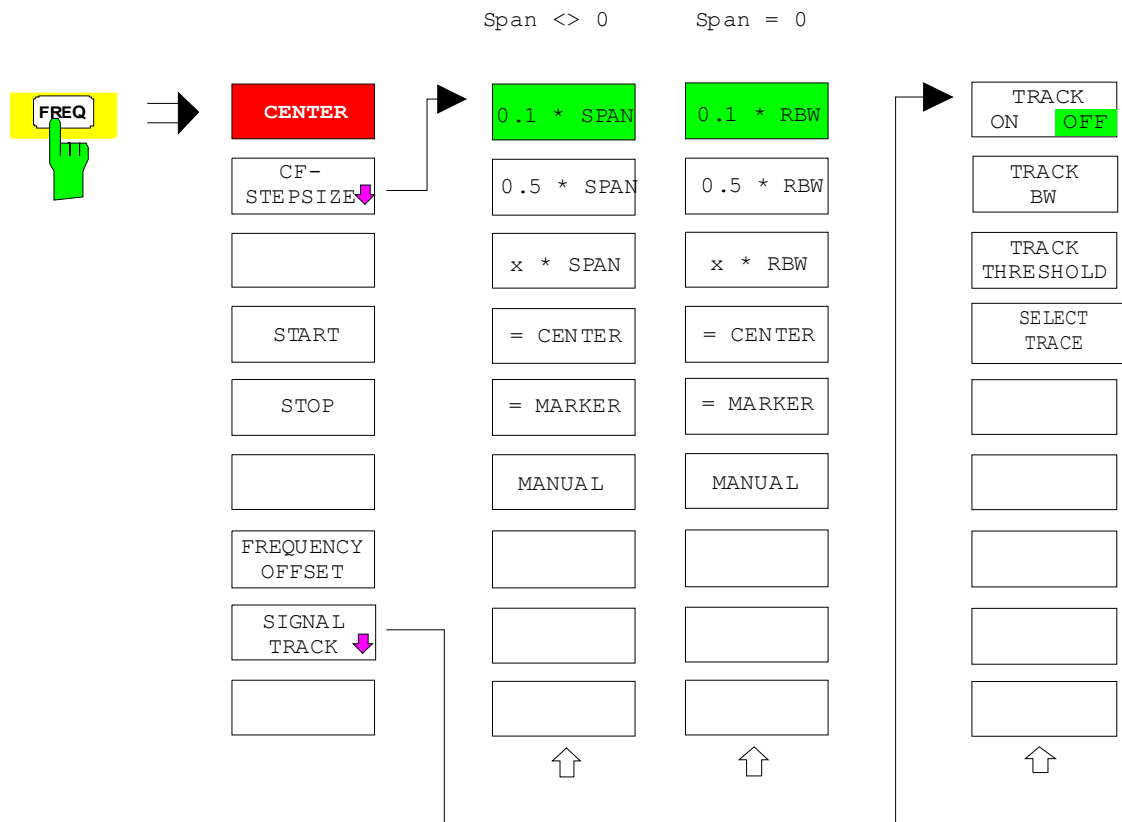 Span <> 0
Span = 0
FREQ
CENTER
CF-
STEPSIZE
START
STOP
FREQUENCY
OFFSET
SIGNAL
TRACK
0.1 * SPAN
0.5 * SPAN
x * SPAN
= CENTER
= MARKER
MANUAL
0.1 * RBW
0.5 * RBW
x * RBW
= CENTER
= MARKER
MANUAL
TRACK
ON OFF
TRACK
BW
TRACK
THRESHOLD
SELECT
TRACE